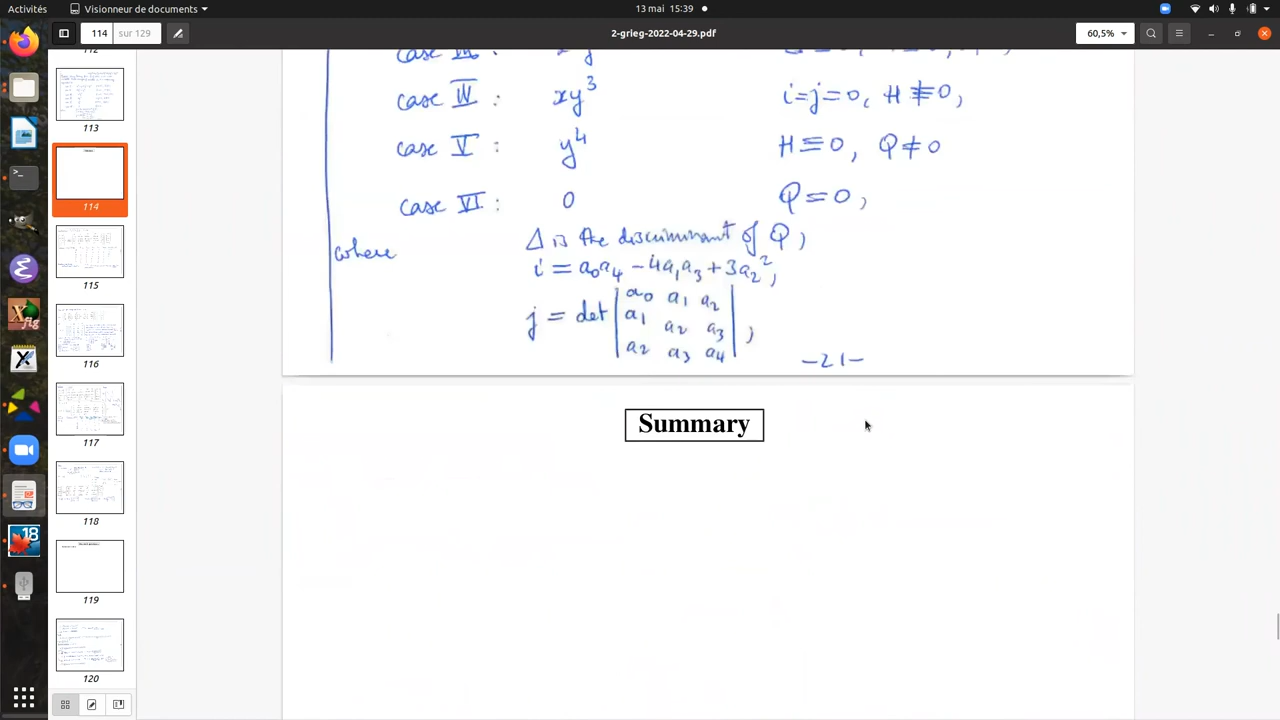 Activités
Visionneur de documents
13 mai 15:39
114 sur 129
2-grieg-2022-04-29.pdf
60,5%
112
113
114
115
116
117
118
119
120
case III :
case IV : xy³ i=j=0, H≢0,
case V : y⁴ H≡0, Q≠0
case VI : 0 Q=0,
where Δ is the discriminant of Q,
i = a₀a₄ -4a₁a₃ + 3a₂²,
j = det | a₀ a₁ a₂
a₁ a₂ a₃
a₂ a₃ a₄ | ,
-21-
Summary